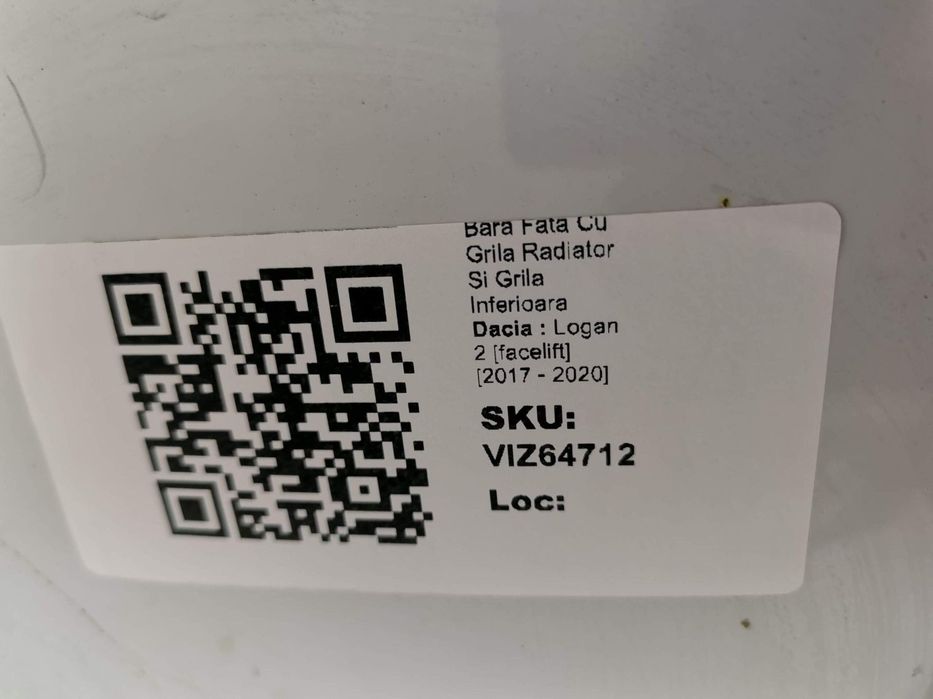 Bara Fata Cu
Grila Radiator
Si Grila
Inferioara
Dacia : Logan
2 [facelift]
[2017 - 2020]
SKU:
VIZ64712
Loc: